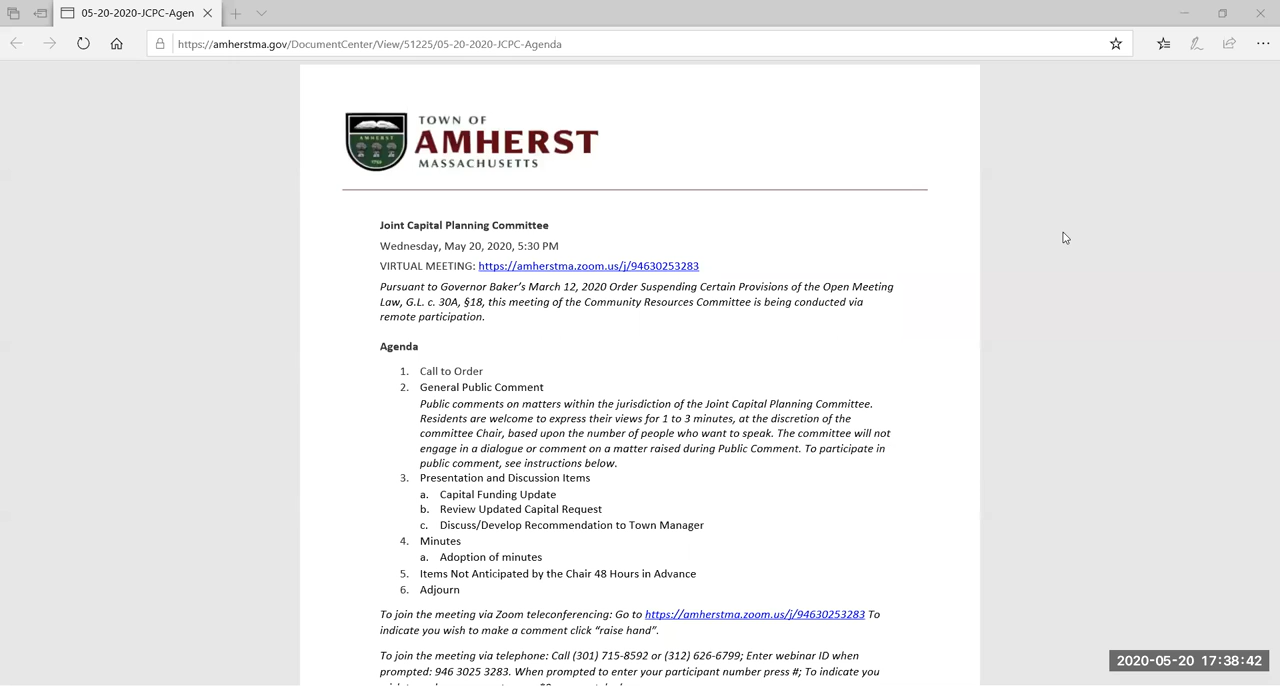 05-20-2020-JCPC-Agen
https://amherstma.gov/DocumentCenter/View/51225/05-20-2020-JCPC-Agenda
AMHERST
TOWN OF
AMHERST
MASSACHUSETTS
Joint Capital Planning Committee
Wednesday, May 20, 2020, 5:30 PM
VIRTUAL MEETING: https://amherstma.zoom.us/j/94630253283
Pursuant to Governor Baker's March 12, 2020 Order Suspending Certain Provisions of the Open Meeting
Law, G.L. c. 30A, §18, this meeting of the Community Resources Committee is being conducted via
remote participation.
Agenda
1. Call to Order
2. General Public Comment
Public comments on matters within the jurisdiction of the Joint Capital Planning Committee.
Residents are welcome to express their views for 1 to 3 minutes, at the discretion of the
committee Chair, based upon the number of people who want to speak. The committee will not
engage in a dialogue or comment on a matter raised during Public Comment. To participate in
public comment, see instructions below.
3. Presentation and Discussion Items
a. Capital Funding Update
b. Review Updated Capital Request
c. Discuss/Develop Recommendation to Town Manager
4. Minutes
a. Adoption of minutes
5. Items Not Anticipated by the Chair 48 Hours in Advance
6. Adjourn
To join the meeting via Zoom teleconferencing: Go to https://amherstma.zoom.us/j/94630253283 To
indicate you wish to make a comment click “raise hand”.
To join the meeting via telephone: Call (301) 715-8592 or (312) 626-6799; Enter webinar ID when
prompted: 946 3025 3283. When prompted to enter your participant number press #; To indicate you
2020-05-20 17:38:42